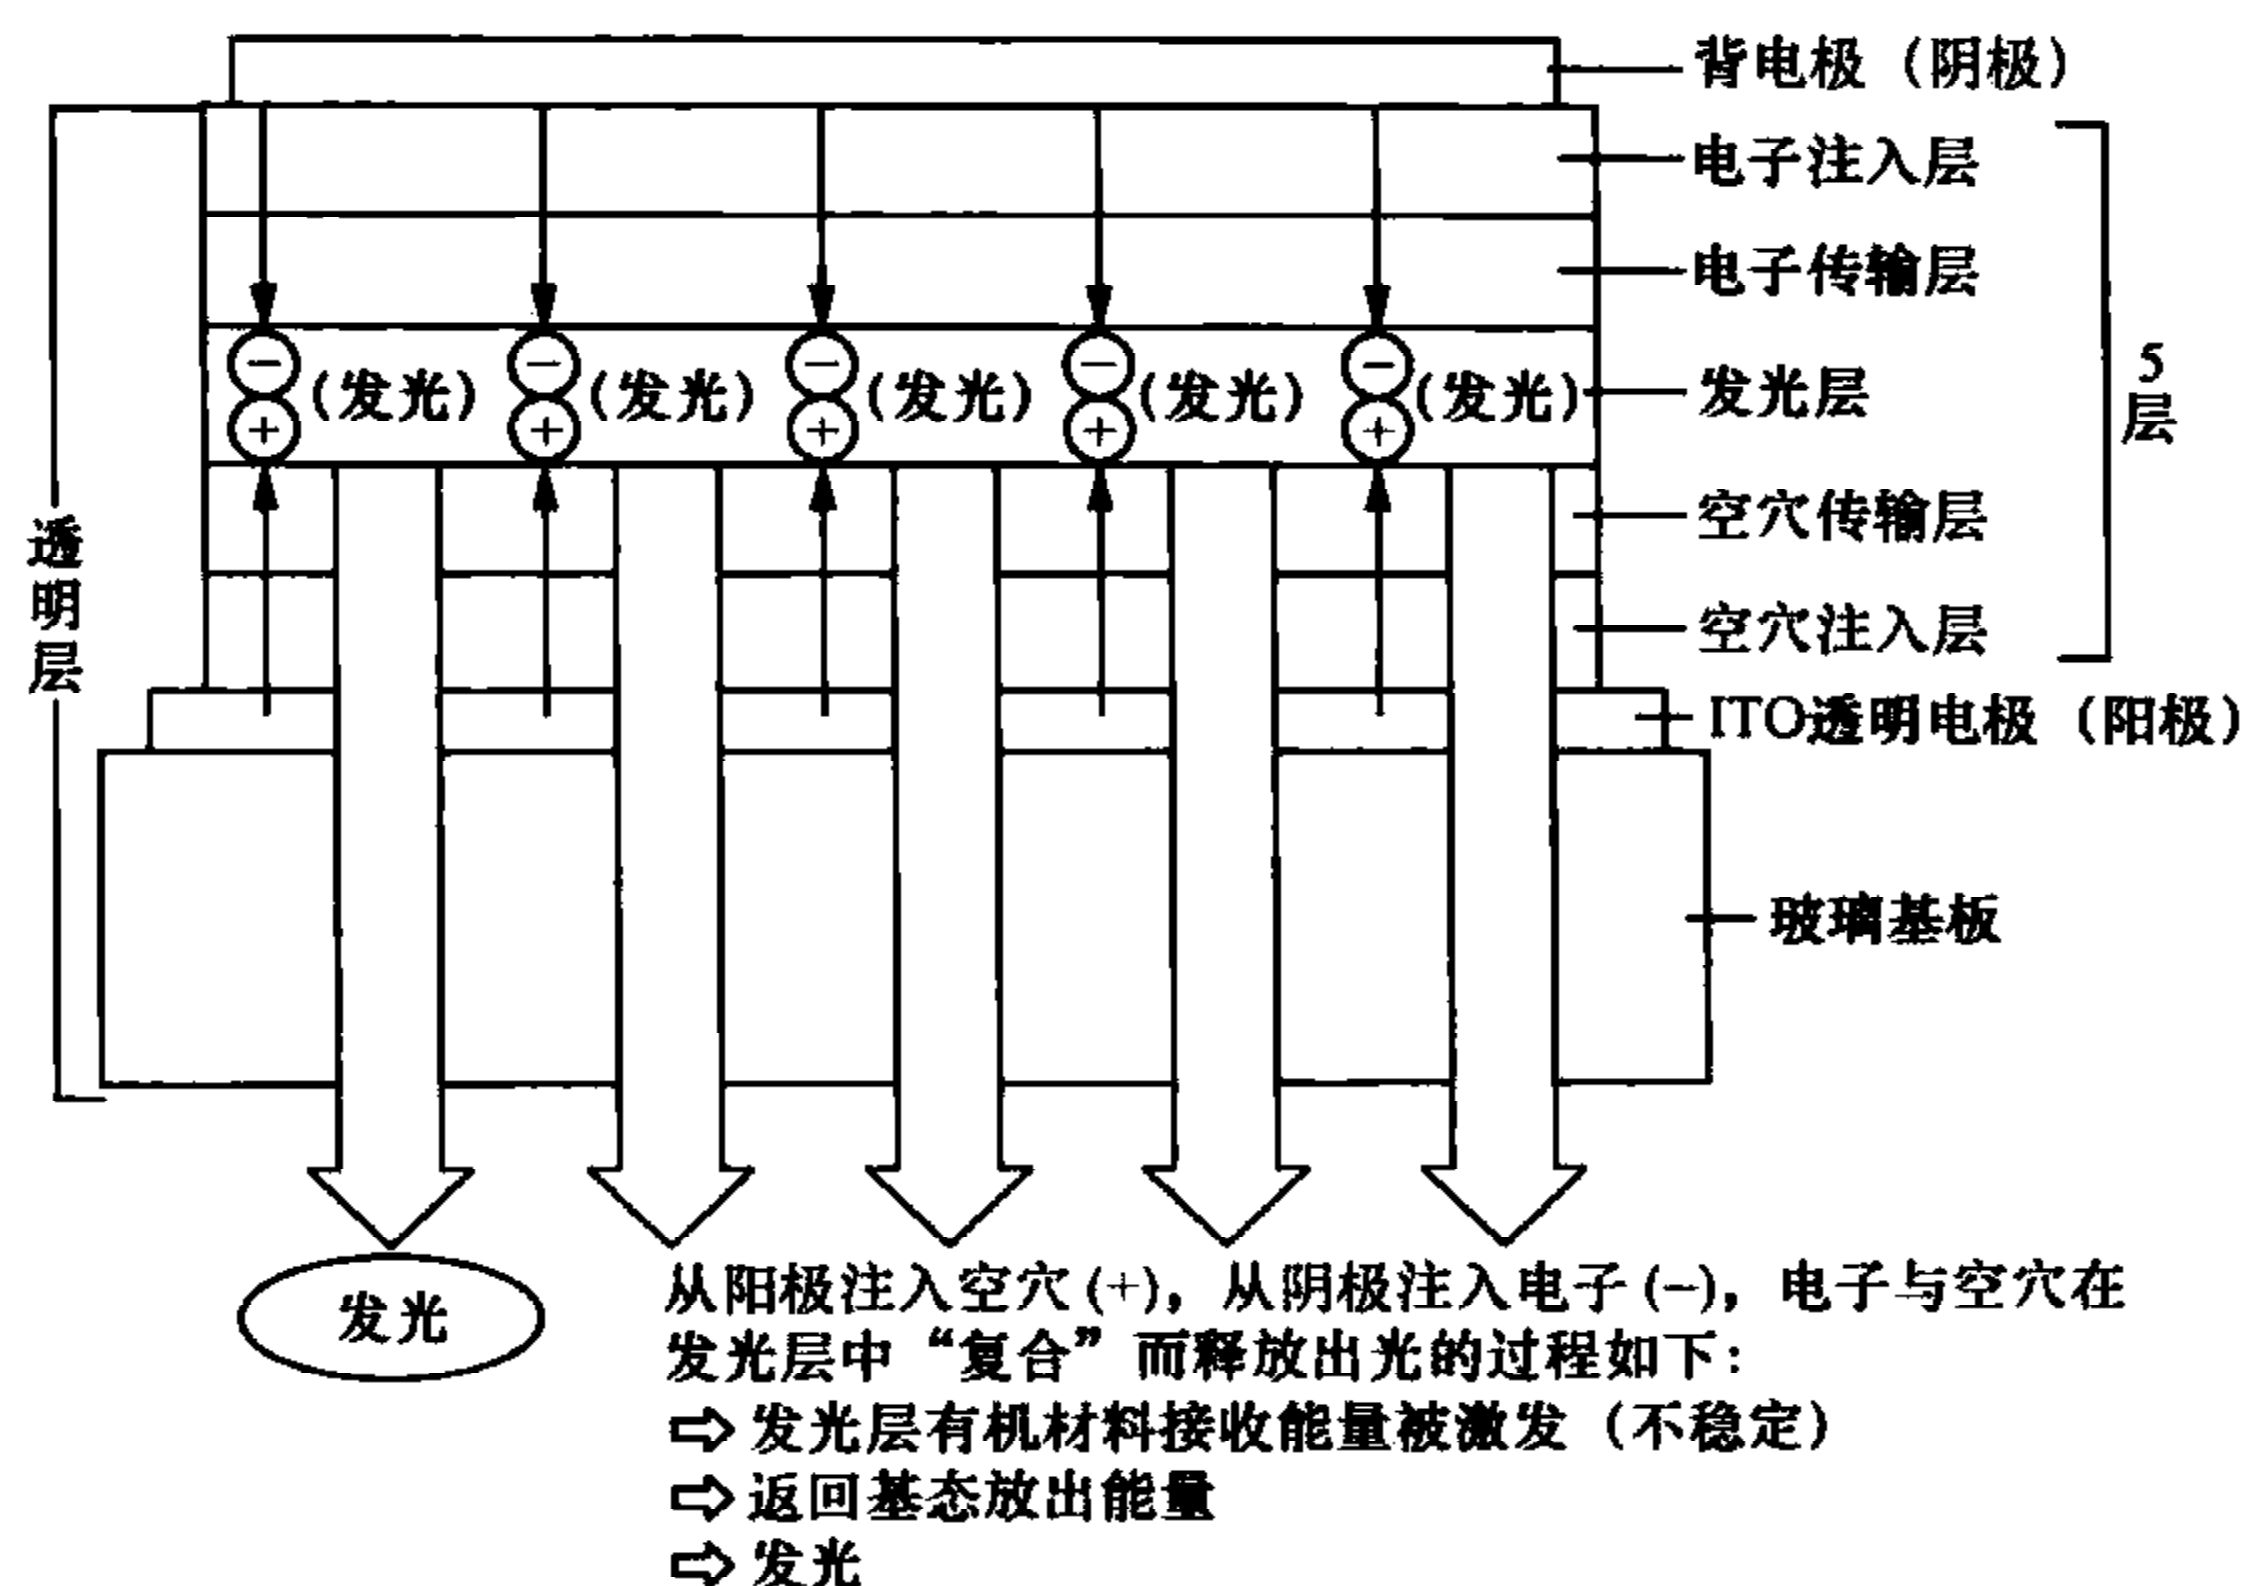 背电极（阴极）
电子注入层
电子传输层
(发光) (发光) (发光) (发光) (发光)
发光层
5层
空穴传输层
空穴注入层
透明层
ITO透明电极（阳极）
玻璃基板
发光
从阳极注入空穴(+)，从阴极注入电子(−)，电子与空穴在
发光层中“复合”而释放出光的过程如下：
⇨发光层有机材料接收能量被激发（不稳定）
⇨返回基态放出能量
⇨发光